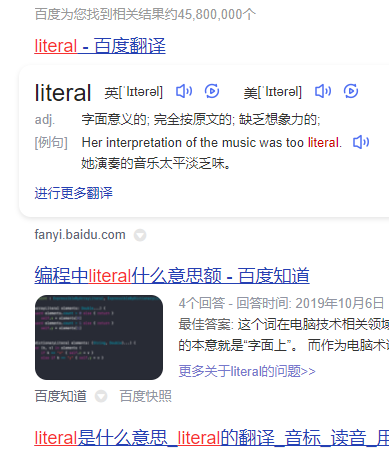 百度为您找到相关结果约45,800,000个
literal - 百度翻译
literal 英[ˈlɪtərəl] 美[ˈlɪtərəl]
adj. 字面意义的; 完全按原文的; 缺乏想象力的;
[例句] Her interpretation of the music was too literal.
她演奏的音乐太平淡乏味。
进行更多翻译
fanyi.baidu.com
编程中literal什么意思额 - 百度知道
4个回答 - 回答时间: 2019年10月6日
最佳答案: 这个词在电脑技术相关领域
的本意就是“字面上”。 而作为电脑术
更多关于literal的问题>>
百度知道 百度快照
literal是什么意思_literal的翻译_音标_读音_用